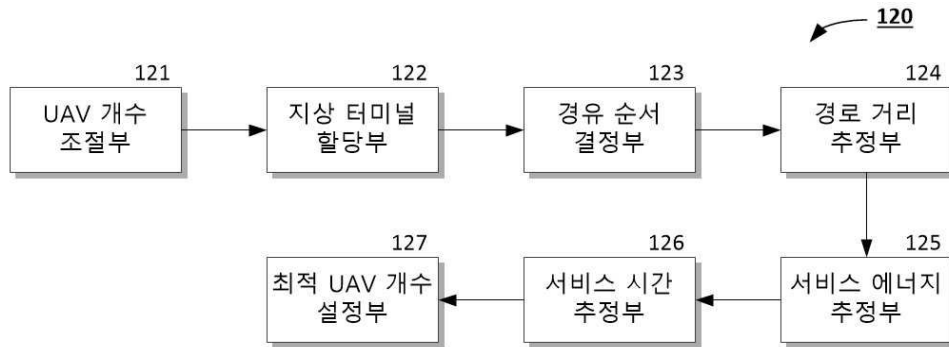 120
121
UAV 개수
조절부
122
지상 터미널
할당부
123
경유 순서
결정부
124
경로 거리
추정부
127
최적 UAV 개수
설정부
126
서비스 시간
추정부
125
서비스 에너지
추정부